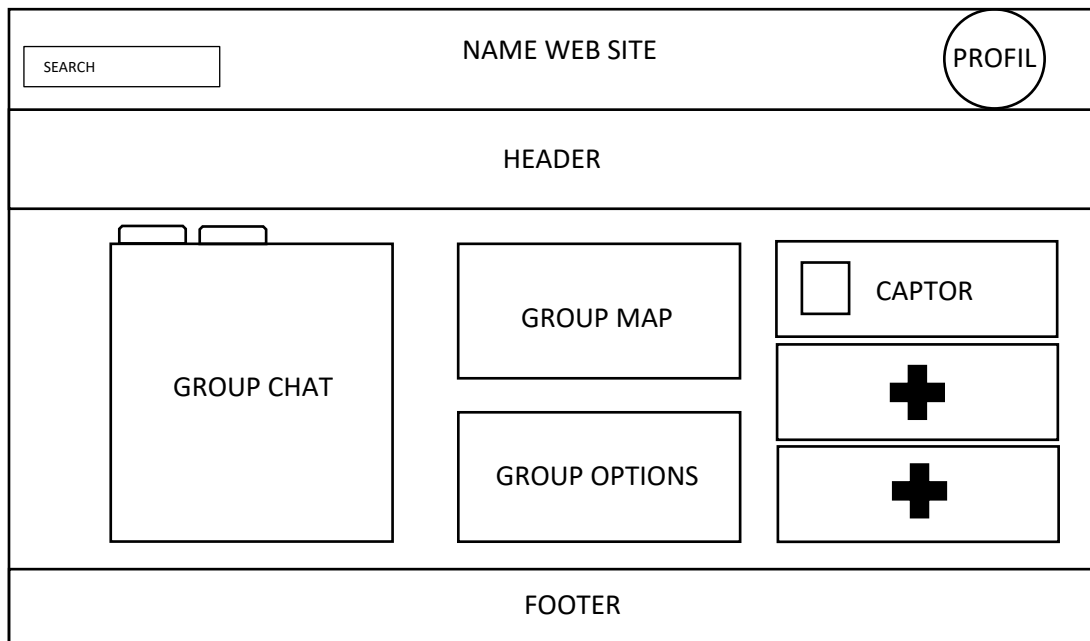 NAME WEB SITE
SEARCH
PROFIL
HEADER
GROUP CHAT
GROUP MAP
GROUP OPTIONS
CAPTOR
FOOTER